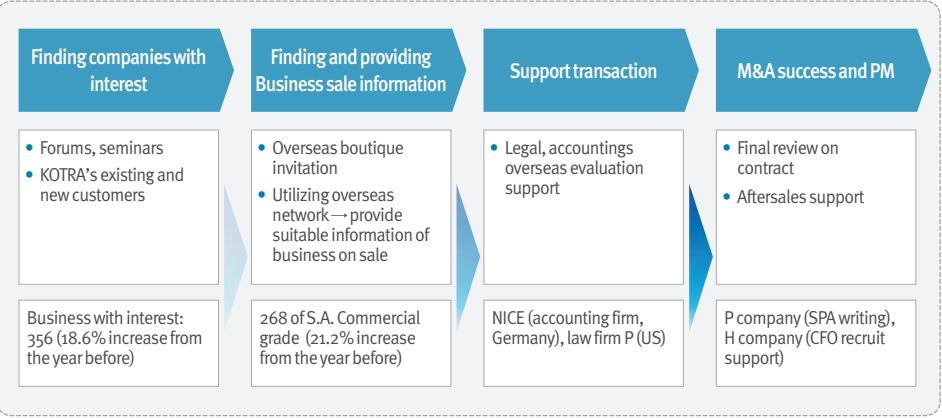 Finding companies with
interest
Finding and providing
Business sale information
Support transaction
M&A success and PM
• Forums, seminars
• KOTRA's existing and
new customers
• Overseas boutique
invitation
• Utilizing overseas
network→provide
suitable information of
business on sale
• Legal, accountings
overseas evaluation
support
• Final review on
contract
• Aftersales support
Business with interest:
356 (18.6% increase from
the year before)
268 of S.A. Commercial
grade (21.2% increase
from the year before)
NICE (accounting firm,
Germany), law firm P (US)
P company (SPA writing),
H company (CFO recruit
support)